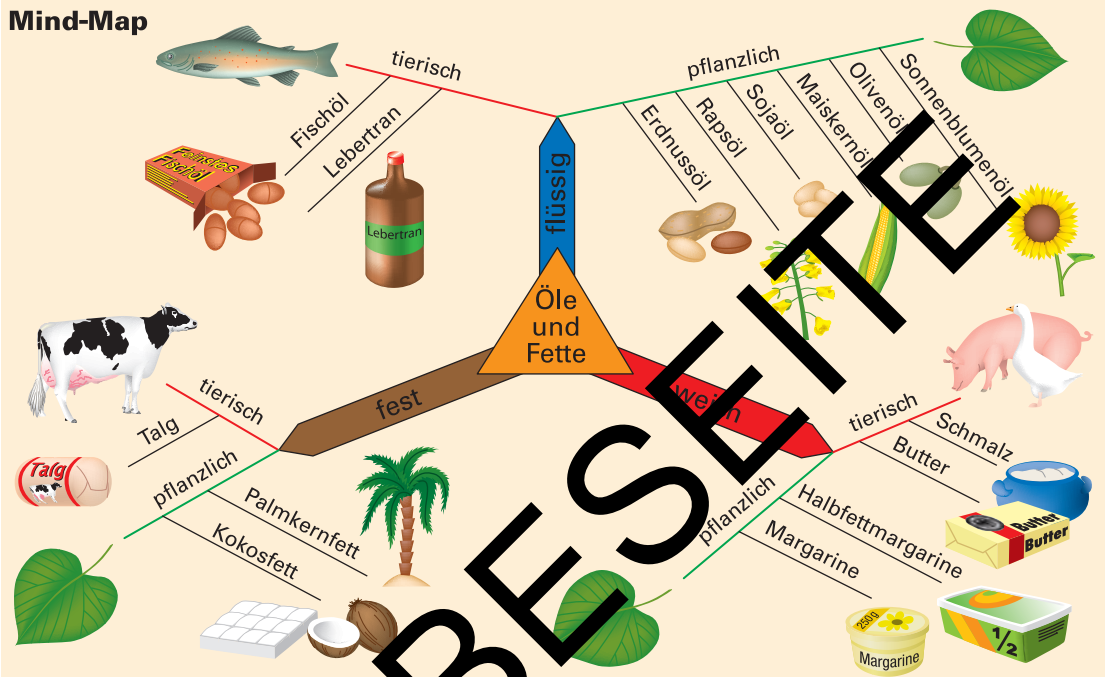 Mind-Map
tierisch
Fischöl
Lebertran
Feinstes
Fischöl
Lebertran
flüssig
pflanzlich
Erdnussöl
Rapsöl
Sojaöl
Maiskernöl
Olivenöl
Sonnenblumenöl
Öle
und
Fette
fest
tierisch
Talg
Talg
pflanzlich
Palmkernfett
Kokosfett
weich
tierisch
Schmalz
Butter
Butter
Butter
pflanzlich
Halbfettmargarine
Margarine
250g
Margarine
1/2
BESEITE